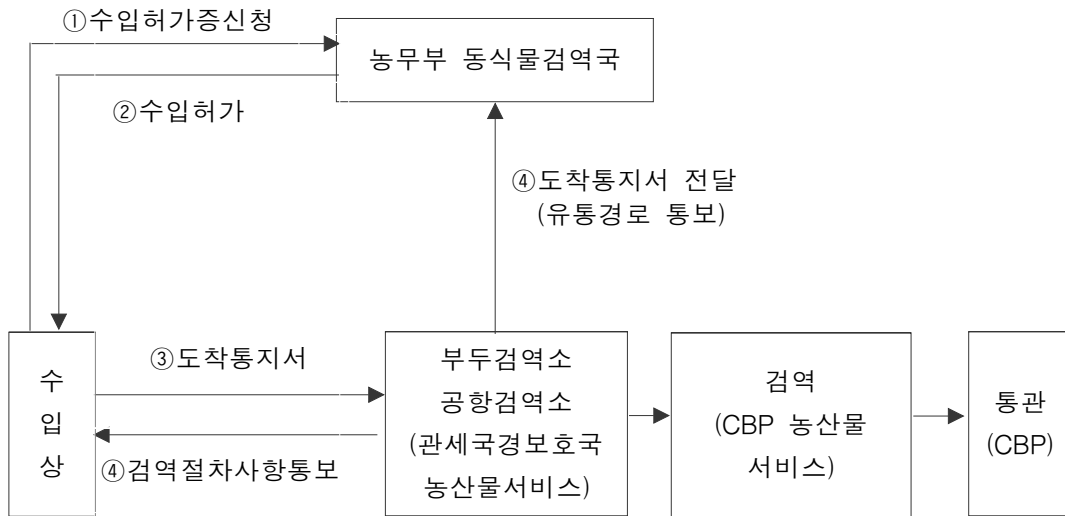 ①수입허가증신청
농무부 동식물검역국
②수입허가
④도착통지서 전달
(유통경로 통보)
수
입
상
③도착통지서
④검역절차사항통보
부두검역소
공항검역소
(관세국경보호국
농산물서비스)
검역
(CBP 농산물
서비스)
통관
(CBP)